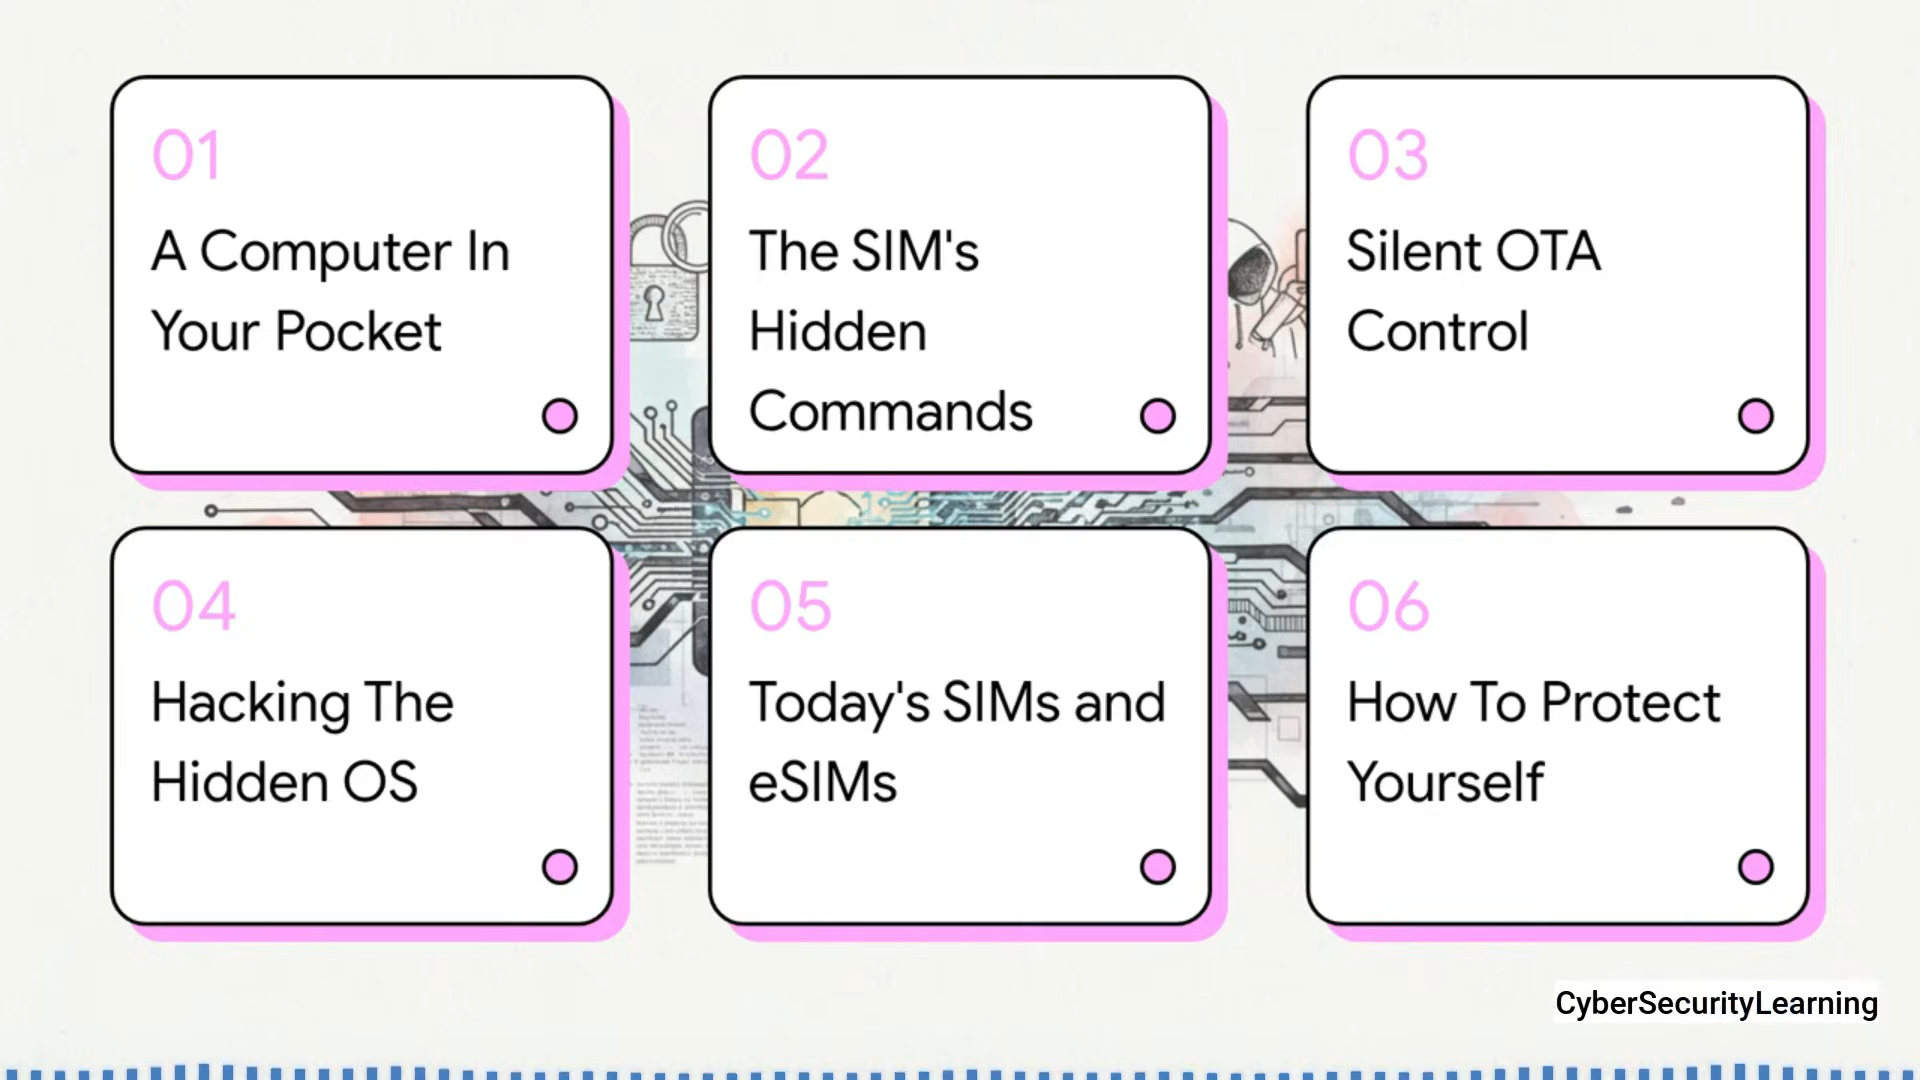 01
A Computer In
Your Pocket
02
The SIM's
Hidden
Commands
03
Silent OTA
Control
04
Hacking The
Hidden OS
05
Today's SIMs and
eSIMs
06
How To Protect
Yourself
CyberSecurityLearning